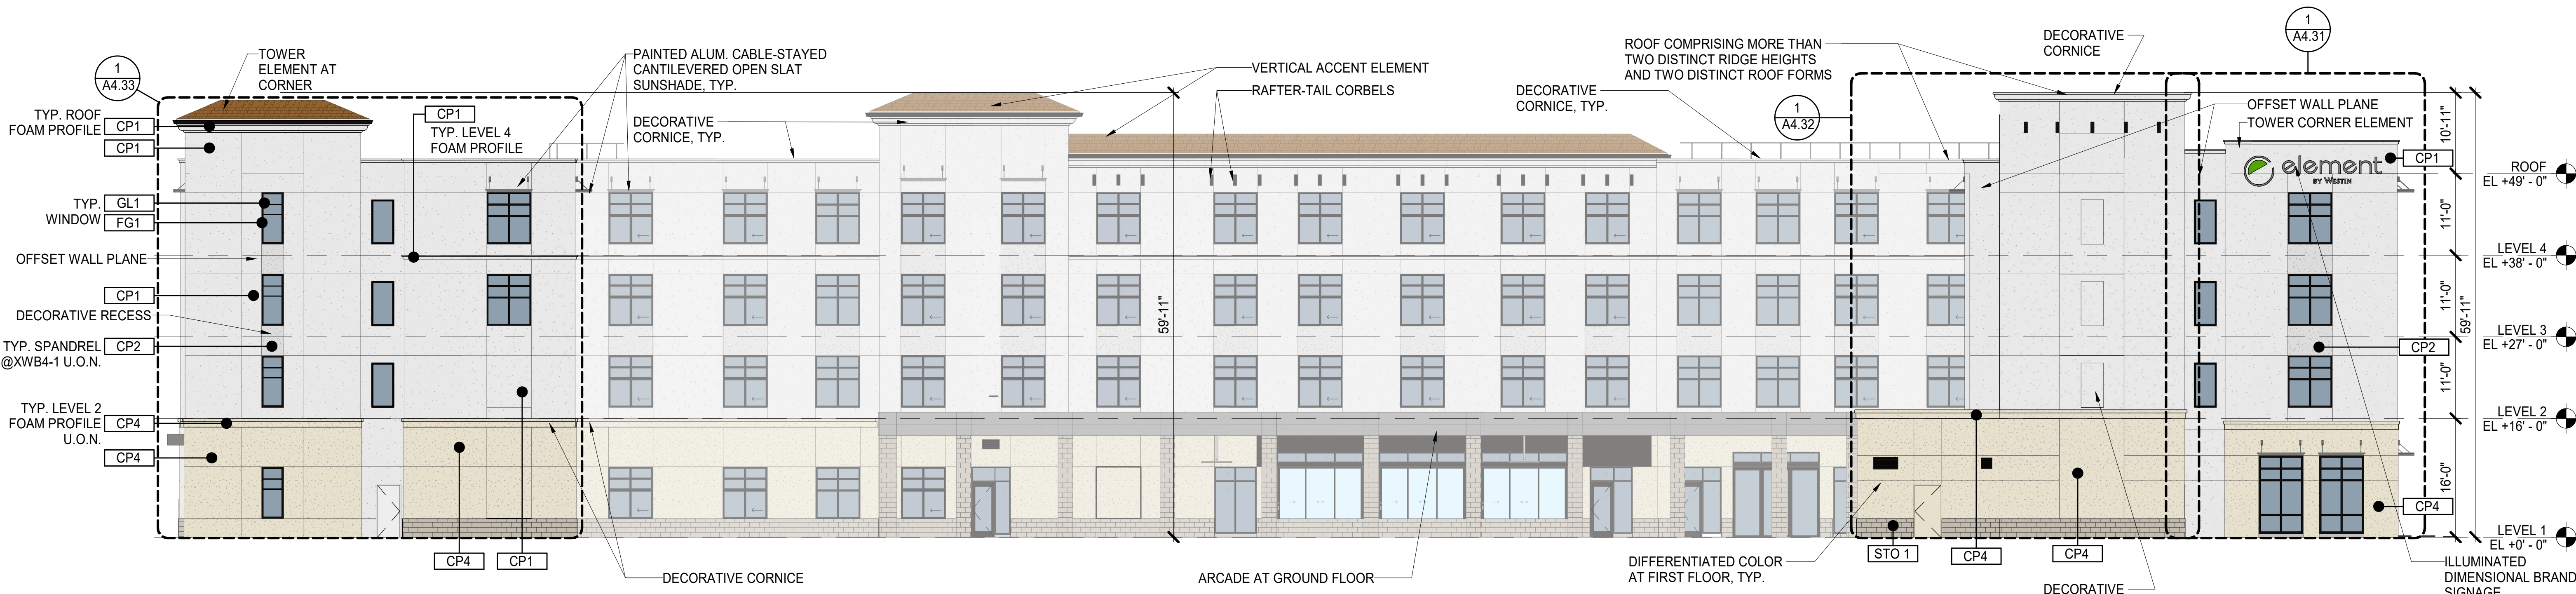 1
A4.33
TOWER
ELEMENT AT
CORNER
TYP. ROOF
FOAM PROFILE
CP1
CP1
CP1
TYP. LEVEL 4
FOAM PROFILE
PAINTED ALUM. CABLE-STAYED
CANTILEVERED OPEN SLAT
SUNSHADE, TYP.
DECORATIVE
CORNICE, TYP.
VERTICAL ACCENT ELEMENT
RAFTER-TAIL CORBELS
DECORATIVE
CORNICE, TYP.
ROOF COMPRISING MORE THAN
TWO DISTINCT RIDGE HEIGHTS
AND TWO DISTINCT ROOF FORMS
1
A4.32
DECORATIVE
CORNICE
1
A4.31
OFFSET WALL PLANE
TOWER CORNER ELEMENT
CP1
element
BY WESTIN
TYP.
WINDOW
GL1
FG1
OFFSET WALL PLANE
CP1
DECORATIVE RECESS
TYP. SPANDREL
@XWB4-1 U.O.N.
CP2
TYP. LEVEL 2
FOAM PROFILE
U.O.N.
CP4
CP4
CP4
CP1
DECORATIVE CORNICE
59'-11"
ARCADE AT GROUND FLOOR
DIFFERENTIATED COLOR
AT FIRST FLOOR, TYP.
STO 1
CP4
CP4
DECORATIVE
CP2
CP4
10'-11"
11'-0"
11'-0"
11'-0"
16'-0"
59'-11"
ROOF
EL +49' - 0"
LEVEL 4
EL +38' - 0"
LEVEL 3
EL +27' - 0"
LEVEL 2
EL +16' - 0"
LEVEL 1
EL +0' - 0"
ILLUMINATED
DIMENSIONAL BRAND
SIGNAGE